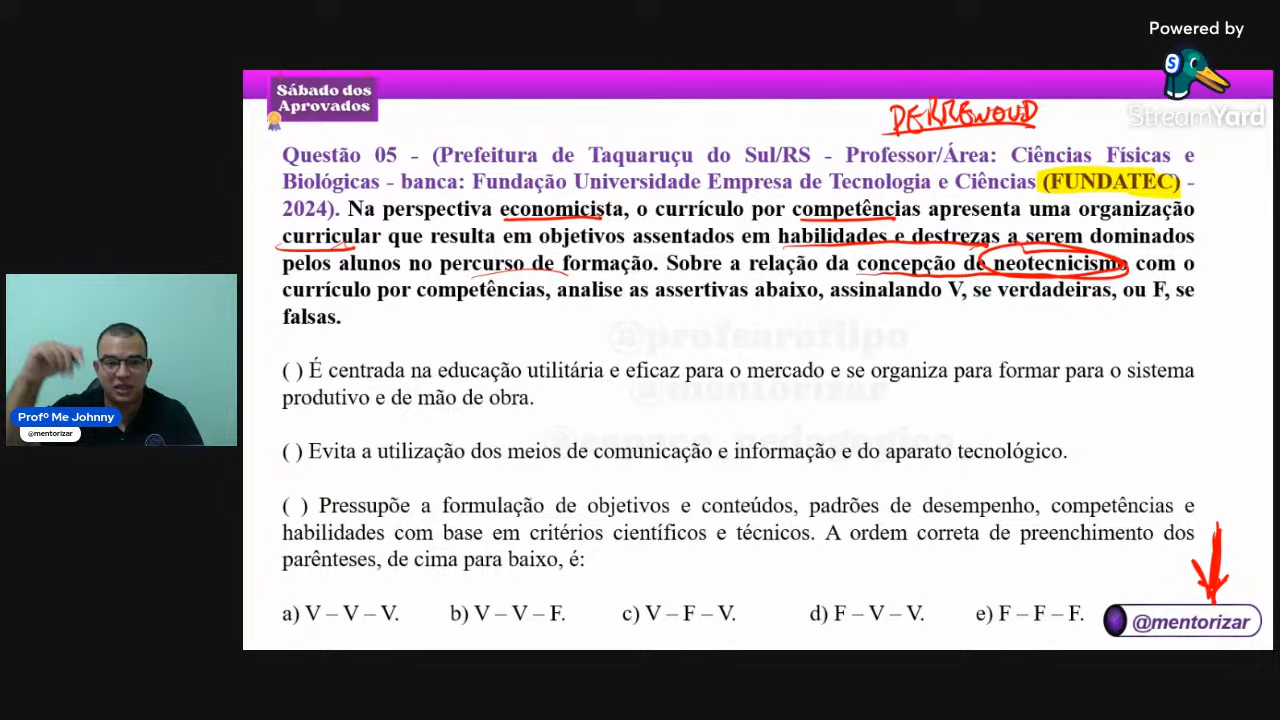 Powered by
StreamYard
Sábado dos
Aprovados
PERRENOUD
Questão 05 - (Prefeitura de Taquaruçu do Sul/RS - Professor/Área: Ciências Físicas e
Biológicas - banca: Fundação Universidade Empresa de Tecnologia e Ciências (FUNDATEC) -
2024). Na perspectiva economicista, o currículo por competências apresenta uma organização
curricular que resulta em objetivos assentados em habilidades e destrezas a serem dominados
pelos alunos no percurso de formação. Sobre a relação da concepção de neotecnicismo com o
currículo por competências, analise as assertivas abaixo, assinalando V, se verdadeiras, ou F, se
falsas.
@profsaraflipo
( ) É centrada na educação utilitária e eficaz para o mercado e se organiza para formar para o sistema
produtivo e de mão de obra.
@mentorizar
@espaço_pedagogico
( ) Evita a utilização dos meios de comunicação e informação e do aparato tecnológico.
( ) Pressupõe a formulação de objetivos e conteúdos, padrões de desempenho, competências e
habilidades com base em critérios científicos e técnicos. A ordem correta de preenchimento dos
parênteses, de cima para baixo, é:
a) V – V – V. b) V – V – F. c) V – F – V. d) F – V – V. e) F – F – F.
@mentorizar
Profº Me Johnny
@mentorizar